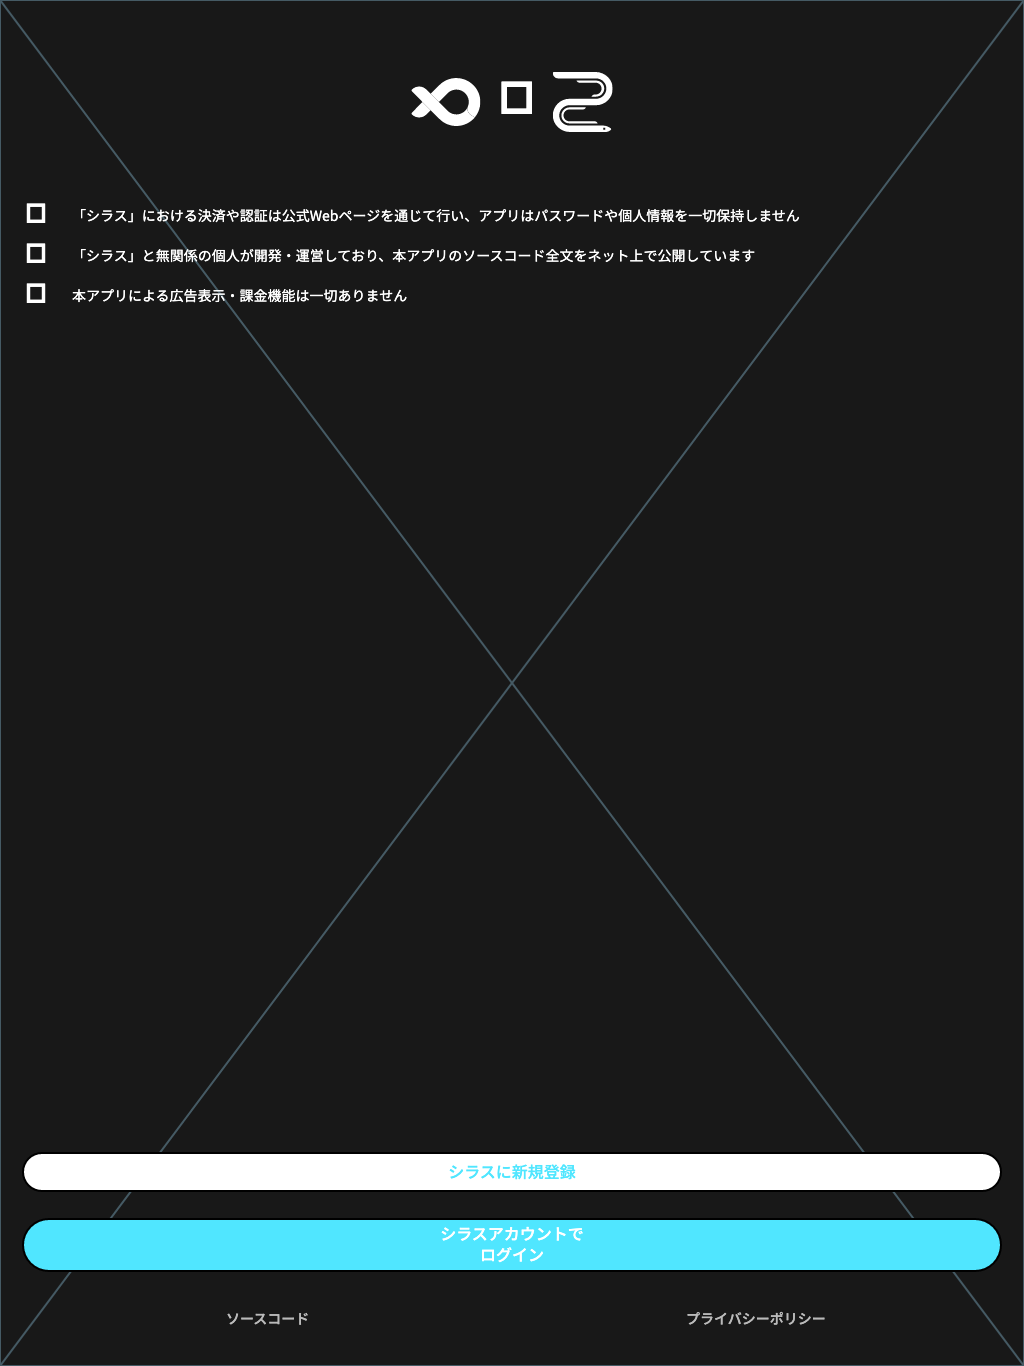 「シラス」における決済や認証は公式Webページを通じて行い、アプリはパスワードや個人情報を一切保持しません
「シラス」と無関係の個人が開発・運営しており、本アプリのソースコード全文をネット上で公開しています
本アプリによる広告表示・課金機能は一切ありません
シラスに新規登録
シラスアカウントで
ログイン
ソースコード
プライバシーポリシー